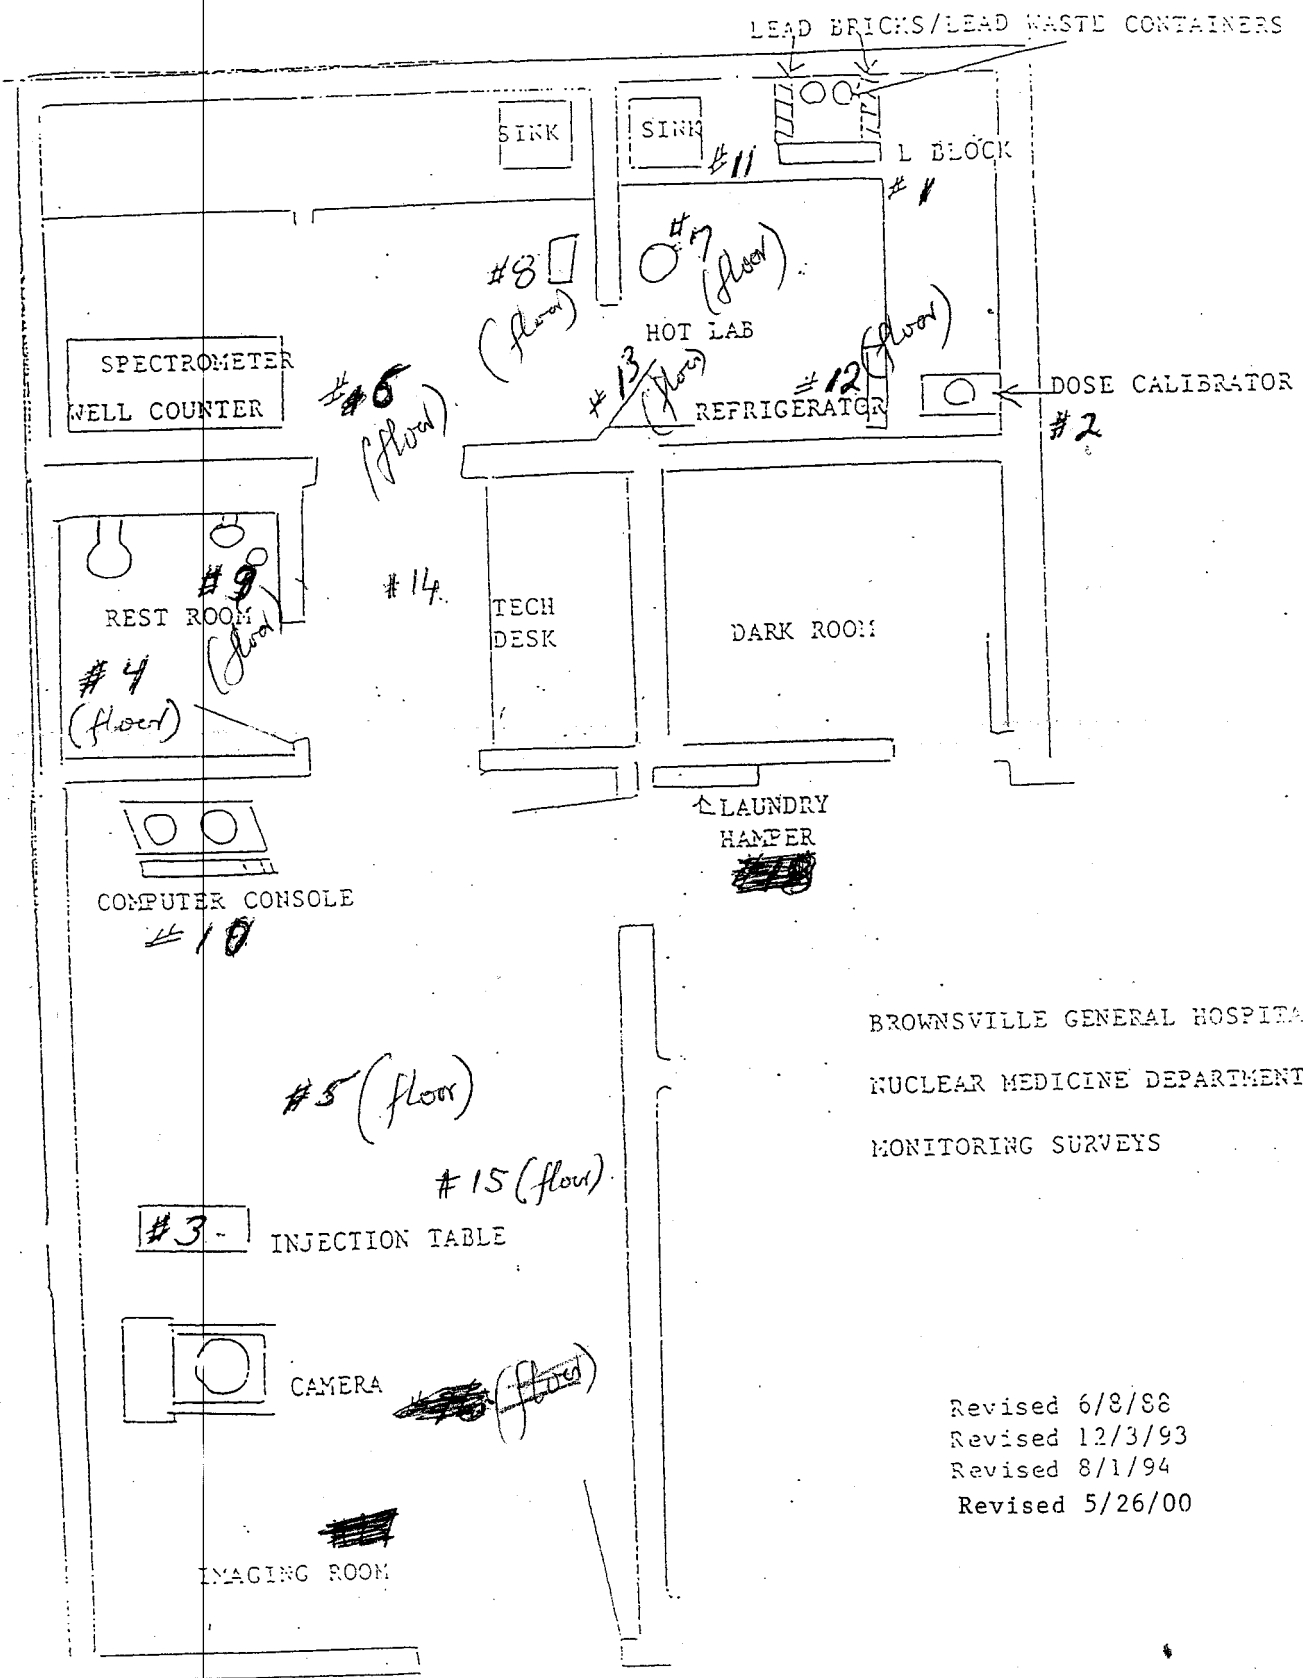 LEAD BRICKS/LEAD WASTE CONTAINERS
SINK
SINK
#11
L BLOCK
#1
#8
(floor)
#7
(floor)
HOT LAB
SPECTROMETER
WELL COUNTER
#6
(floor)
#13
(floor)
#12
(floor)
REFRIGERATOR
DOSE CALIBRATOR
#2
#9
(floor)
REST ROOM
#14
TECH
DESK
DARK ROOM
#4
(floor)
LAUNDRY
HAMPER
COMPUTER CONSOLE
#10
BROWNSVILLE GENERAL HOSPITA
NUCLEAR MEDICINE DEPARTMENT
MONITORING SURVEYS
#5 (floor)
#15 (floor)
#3
INJECTION TABLE
CAMERA
(floor)
IMAGING ROOM
Revised 6/8/88
Revised 12/3/93
Revised 8/1/94
Revised 5/26/00